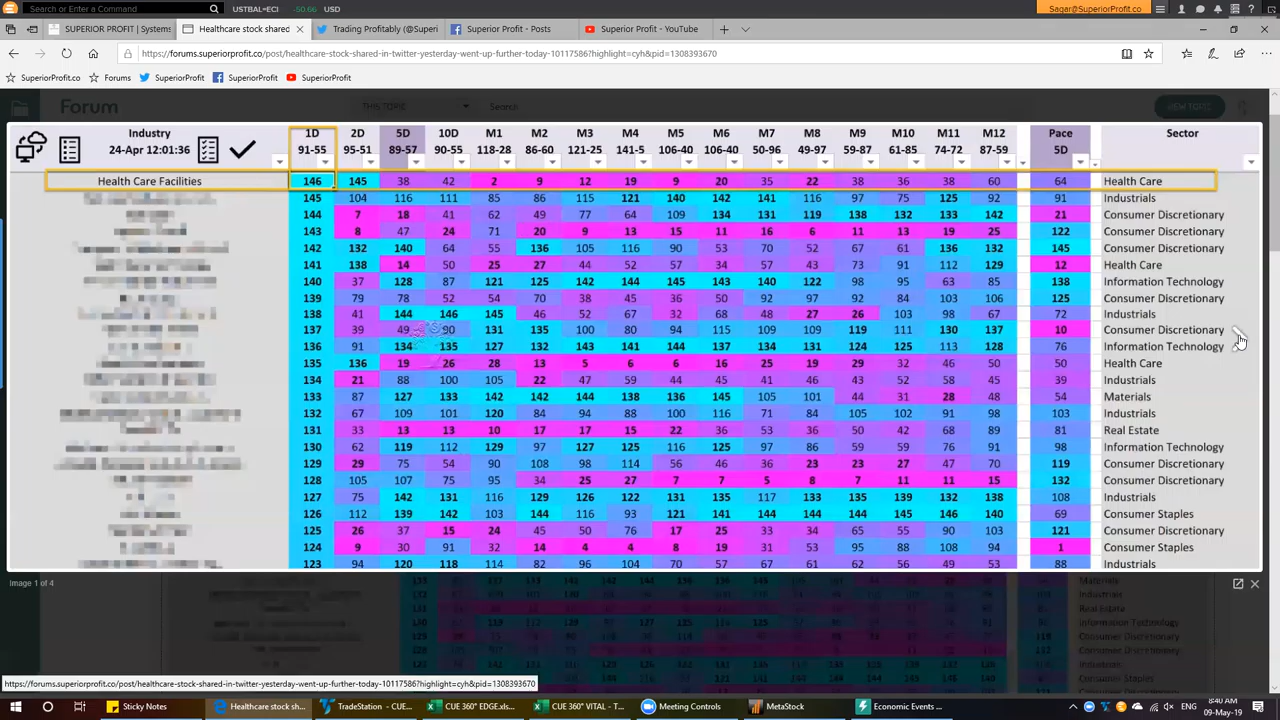 Search / Symbol
USTBAL=ECI -50.66 USD
Sagar@SuperiorProfit.co
SUPERIOR PROFIT | Systems
Healthcare stock shared
Trading Profitably (@Superi
Superior Profit - Posts
Superior Profit - YouTube
https://forums.superiorprofit.co/post/healthcare-stock-shared-in-twitter-yesterday-went-up-further-today-10117586?highlight=cyh&pid=1308393670
SuperiorProfit.co Forums SuperiorProfit SuperiorProfit SuperiorProfit
Forum THIS TOPIC Search VIEW TOPIC
Industry 1D 2D 5D 10D M1 M2 M3 M4 M5 M6 M7 M8 M9 M10 M11 M12 Pace Sector
24-Apr 12:01:36 91-55 95-51 89-57 90-55 118-28 86-60 121-25 141-5 106-40 106-40 50-96 49-97 59-87 61-85 74-72 87-59 5D
Health Care Facilities 146 145 38 42 2 9 12 19 9 20 35 22 38 36 38 60 64 Health Care
145 104 116 111 85 86 115 121 140 142 141 116 97 75 125 92 91 Industrials
144 7 18 41 62 49 77 64 109 134 131 119 138 132 133 142 21 Consumer Discretionary
143 8 47 24 71 20 9 13 15 11 16 6 11 13 19 25 122 Consumer Discretionary
142 132 140 64 55 136 105 116 90 53 70 52 67 61 136 132 145 Consumer Discretionary
141 138 14 50 25 27 44 52 57 34 57 43 73 91 112 129 12 Health Care
140 37 128 87 121 125 142 144 145 143 140 122 98 95 63 85 138 Information Technology
139 79 78 52 54 70 38 45 36 50 92 97 92 84 103 106 125 Consumer Discretionary
138 41 144 146 145 46 52 67 32 68 48 27 26 103 98 67 72 Industrials
137 39 49 90 131 135 100 80 94 115 109 109 119 111 130 137 10 Consumer Discretionary
136 91 134 135 127 132 143 141 144 137 134 131 124 125 113 128 76 Information Technology
135 136 19 26 28 13 5 6 6 16 25 19 29 32 46 50 50 Health Care
134 21 88 100 105 22 47 59 44 45 41 46 43 52 58 45 39 Industrials
133 87 127 133 142 142 144 138 136 145 105 101 44 31 28 48 54 Materials
132 67 109 101 120 84 94 88 100 116 71 84 105 102 91 94 103 Industrials
131 33 13 13 10 17 17 15 22 36 53 36 50 42 68 89 81 Real Estate
130 62 119 112 129 97 127 125 116 125 97 86 59 59 76 91 98 Information Technology
129 29 75 54 90 108 98 114 56 46 36 23 23 27 47 70 119 Consumer Discretionary
128 105 107 75 95 34 25 27 7 7 5 8 7 11 11 15 132 Consumer Discretionary
127 75 142 131 116 129 126 122 131 135 117 133 135 139 132 138 108 Industrials
126 112 139 142 103 144 116 93 121 141 144 144 144 145 146 144 69 Consumer Staples
125 26 37 15 24 45 50 76 17 25 33 34 65 55 90 103 121 Consumer Discretionary
124 9 30 91 32 14 4 4 8 19 31 53 95 88 108 94 1 Consumer Staples
123 94 120 118 114 82 96 104 70 57 67 61 62 56 49 53 88 Industrials
Image 1 of 4
Materials
Industrials
Real Estate
Information Technology
Consumer Discretionary
Consumer Discretionary
Industrials
Consumer Staples
https://forums.superiorprofit.co/post/healthcare-stock-shared-in-twitter-yesterday-went-up-further-today-10117586?highlight=cyh&pid=1308393670
Sticky Notes
Healthcare stock sh...
TradeStation - CUE...
CUE 360° EDGE.xls...
CUE 360° VITAL - T...
Meeting Controls
MetaStock
Economic Events ...
8:40 AM
09-May-19